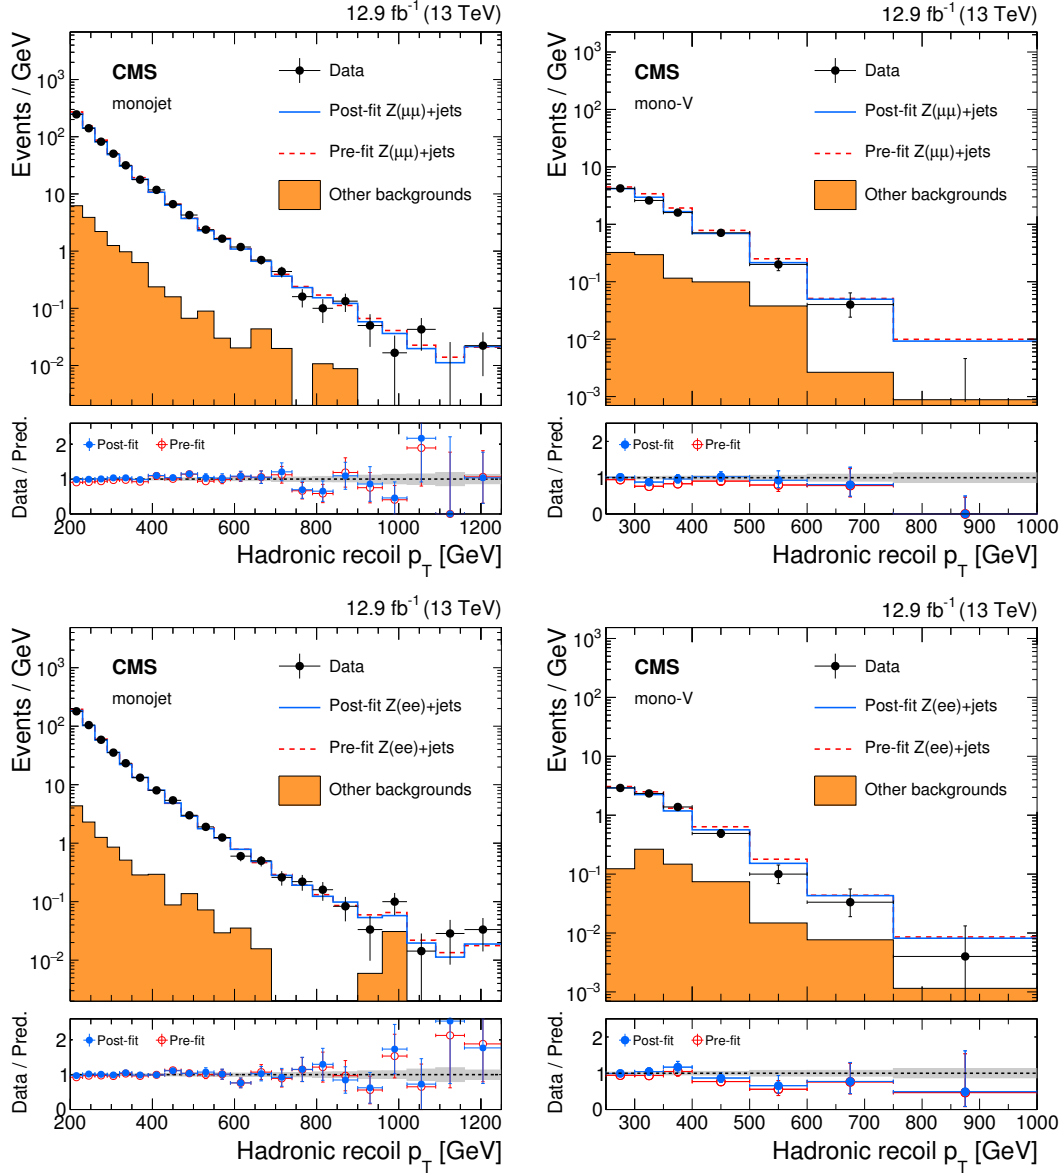 12.9 fb⁻¹ (13 TeV)
Events / GeV
10³
10²
10
1
10⁻¹
10⁻²
CMS
monojet
Data
Post-fit Z(μμ)+jets
Pre-fit Z(μμ)+jets
Other backgrounds
Data / Pred.
2
1
0
Post-fit
Pre-fit
200 400 600 800 1000 1200
Hadronic recoil p_T [GeV]
12.9 fb⁻¹ (13 TeV)
Events / GeV
10³
10²
10
1
10⁻¹
10⁻²
10⁻³
CMS
mono-V
Data
Post-fit Z(μμ)+jets
Pre-fit Z(μμ)+jets
Other backgrounds
Data / Pred.
2
1
0
Post-fit
Pre-fit
300 400 500 600 700 800 900 1000
Hadronic recoil p_T [GeV]
12.9 fb⁻¹ (13 TeV)
Events / GeV
10³
10²
10
1
10⁻¹
10⁻²
CMS
monojet
Data
Post-fit Z(ee)+jets
Pre-fit Z(ee)+jets
Other backgrounds
Data / Pred.
2
1
0
Post-fit
Pre-fit
200 400 600 800 1000 1200
Hadronic recoil p_T [GeV]
12.9 fb⁻¹ (13 TeV)
Events / GeV
10³
10²
10
1
10⁻¹
10⁻²
10⁻³
CMS
mono-V
Data
Post-fit Z(ee)+jets
Pre-fit Z(ee)+jets
Other backgrounds
Data / Pred.
2
1
0
Post-fit
Pre-fit
300 400 500 600 700 800 900 1000
Hadronic recoil p_T [GeV]